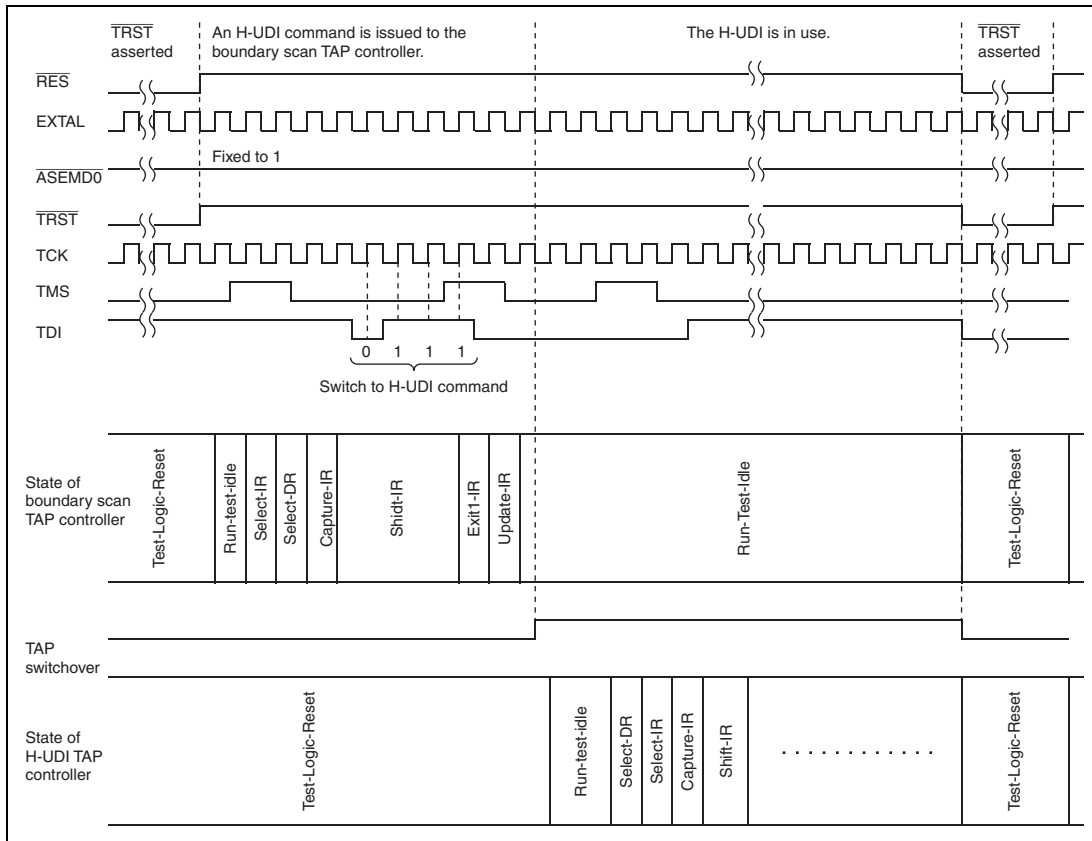 TRST
asserted
An H-UDI command is issued to the
boundary scan TAP controller.
The H-UDI is in use.
TRST
asserted
RES
EXTAL
Fixed to 1
ASEMD0
TRST
TCK
TMS
TDI
0 1 1 1
Switch to H-UDI command
State of
boundary scan
TAP controller
Test-Logic-Reset
Run-test-idle
Select-IR
Select-DR
Capture-IR
Shidt-IR
Exit1-IR
Update-IR
Run-Test-Idle
Test-Logic-Reset
TAP
switchover
State of
H-UDI TAP
controller
Test-Logic-Reset
Run-test-idle
Select-DR
Select-IR
Capture-IR
Shift-IR
. . . . . . . . . . . .
Test-Logic-Reset